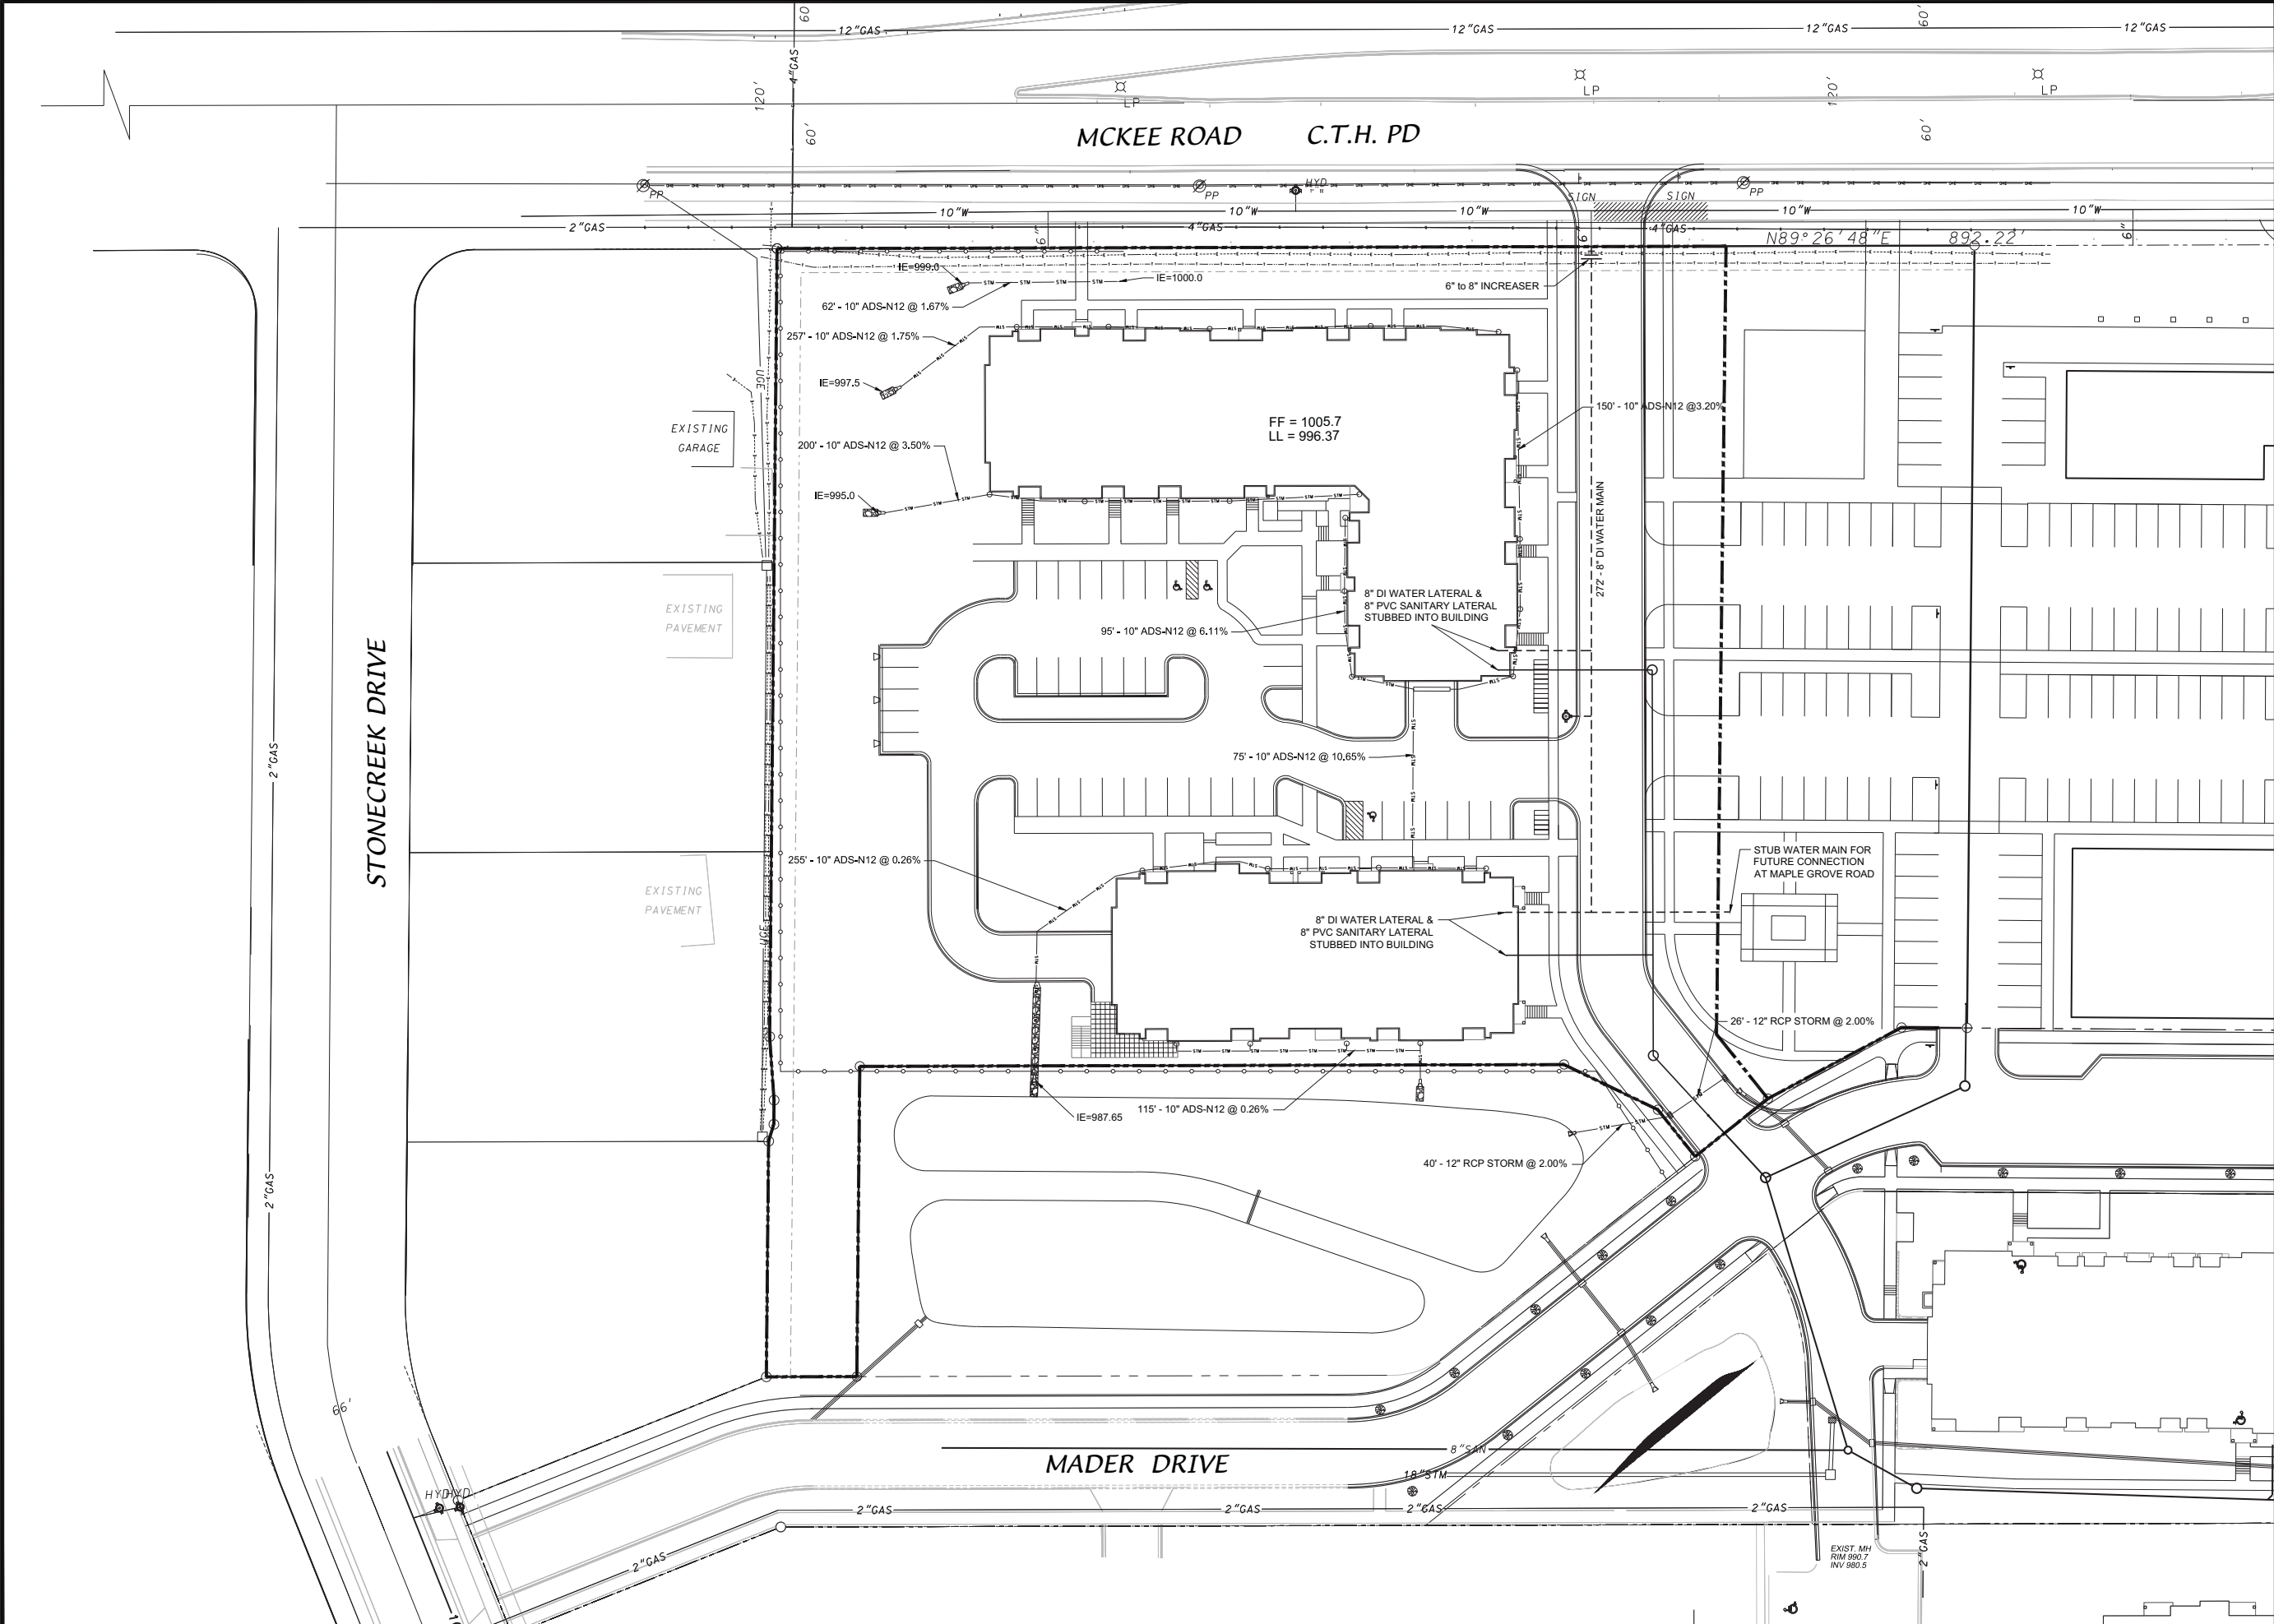 12"GAS
12"GAS
12"GAS
12"GAS
60'
60'
4"GAS
120'
60'
120'
60'
LP
LP
LP
MCKEE ROAD C.T.H. PD
PP
PP
HYD
SIGN
SIGN
PP
10"W
10"W
10"W
10"W
10"W
2"GAS
4"GAS
4"GAS
6"
6"
6"
N89°26'48"E 892.22'
IE=999.0
IE=1000.0
6" to 8" INCREASER
62' - 10" ADS-N12 @ 1.67%
257' - 10" ADS-N12 @ 1.75%
IE=997.5
UGE
EXISTING
GARAGE
FF = 1005.7
LL = 996.37
150' - 10" ADS-N12 @3.20%
200' - 10" ADS-N12 @ 3.50%
IE=995.0
272' - 8" DI WATER MAIN
EXISTING
PAVEMENT
8" DI WATER LATERAL &
8" PVC SANITARY LATERAL
STUBBED INTO BUILDING
95' - 10" ADS-N12 @ 6.11%
STONECREEK DRIVE
2"GAS
75' - 10" ADS-N12 @ 10.65%
255' - 10" ADS-N12 @ 0.26%
STUB WATER MAIN FOR
FUTURE CONNECTION
AT MAPLE GROVE ROAD
EXISTING
PAVEMENT
UGE
8" DI WATER LATERAL &
8" PVC SANITARY LATERAL
STUBBED INTO BUILDING
26' - 12" RCP STORM @ 2.00%
IE=987.65
115' - 10" ADS-N12 @ 0.26%
40' - 12" RCP STORM @ 2.00%
2"GAS
66'
8"SAN
MADER DRIVE
18"STM
HYD
HYD
2"GAS
2"GAS
2"GAS
2"GAS
2"GAS
2"GAS
EXIST. MH
RIM 990.7
INV 980.5